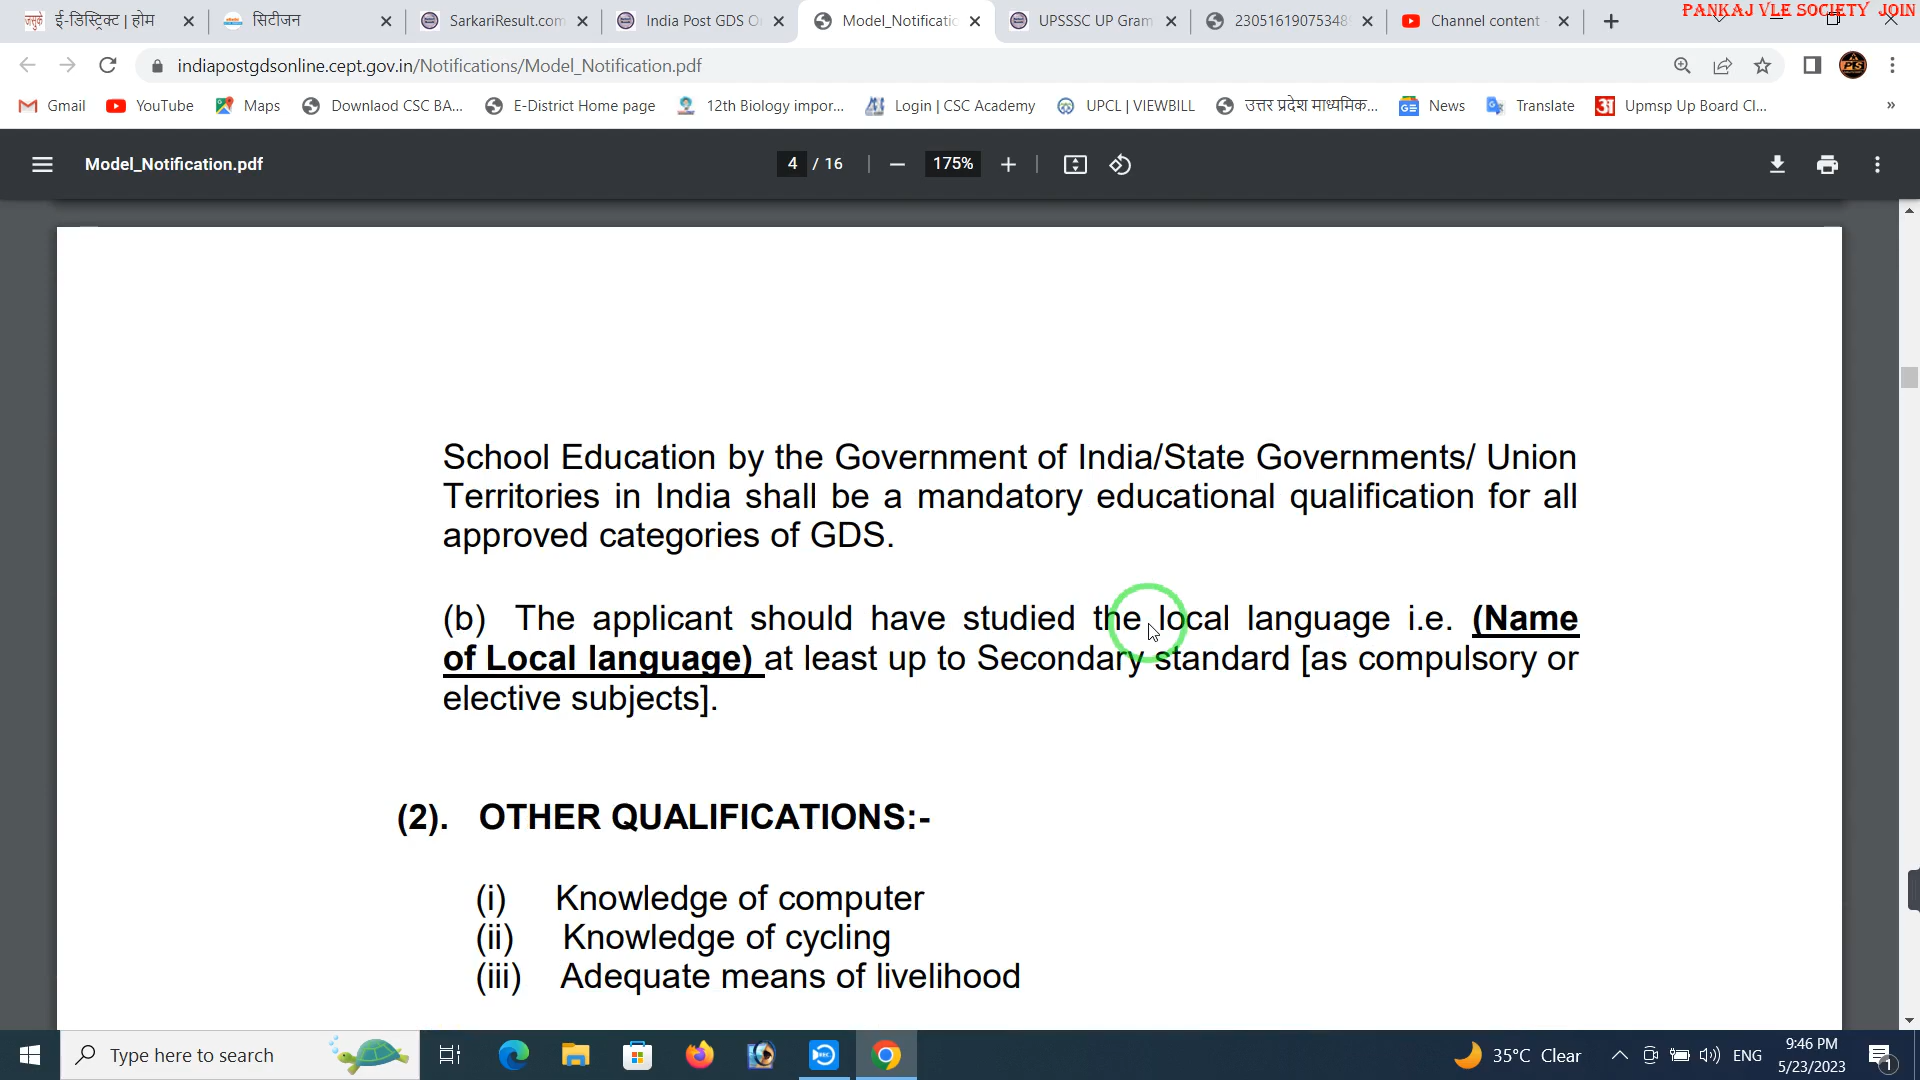 PANKAJ VLE SOCIETY JOIN
ई-डिस्ट्रिक्ट | होम
सिटीजन
SarkariResult.com
India Post GDS O
Model_Notificatio
UPSSSC UP Gram
Channel content
indiapostgdsonline.cept.gov.in/Notifications/Model_Notification.pdf
Gmail
YouTube
Maps
Downlaod CSC BA...
E-District Home page
12th Biology impor...
Login | CSC Academy
UPCL | VIEWBILL
उत्तर प्रदेश माध्यमिक...
News
Translate
Upmsp Up Board Cl...
»
Model_Notification.pdf
4 / 16
175%
School Education by the Government of India/State Governments/ Union
Territories in India shall be a mandatory educational qualification for all
approved categories of GDS.
(b) The applicant should have studied the local language i.e. (Name
of Local language) at least up to Secondary standard [as compulsory or
elective subjects].
(2). OTHER QUALIFICATIONS:-
(i) Knowledge of computer
(ii) Knowledge of cycling
(iii) Adequate means of livelihood
Type here to search
35°C Clear
ENG
9:46 PM
5/23/2023
1